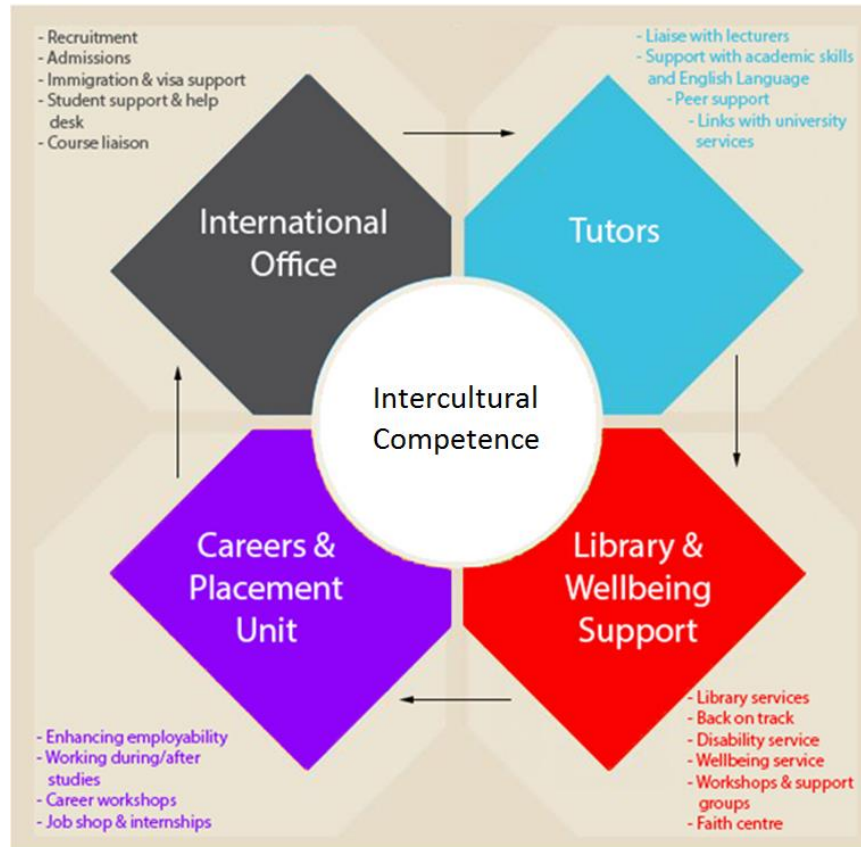 - Recruitment
- Admissions
- Immigration & visa support
- Student support & help
desk
- Course liaison
- Liaise with lecturers
- Support with academic skills
and English Language
- Peer support
- Links with university
services
International
Office
Tutors
Intercultural
Competence
Careers &
Placement
Unit
Library &
Wellbeing
Support
- Enhancing employability
- Working during/after
studies
- Career workshops
- Job shop & internships
- Library services
- Back on track
- Disability service
- Wellbeing service
- Workshops & support
groups
- Faith centre